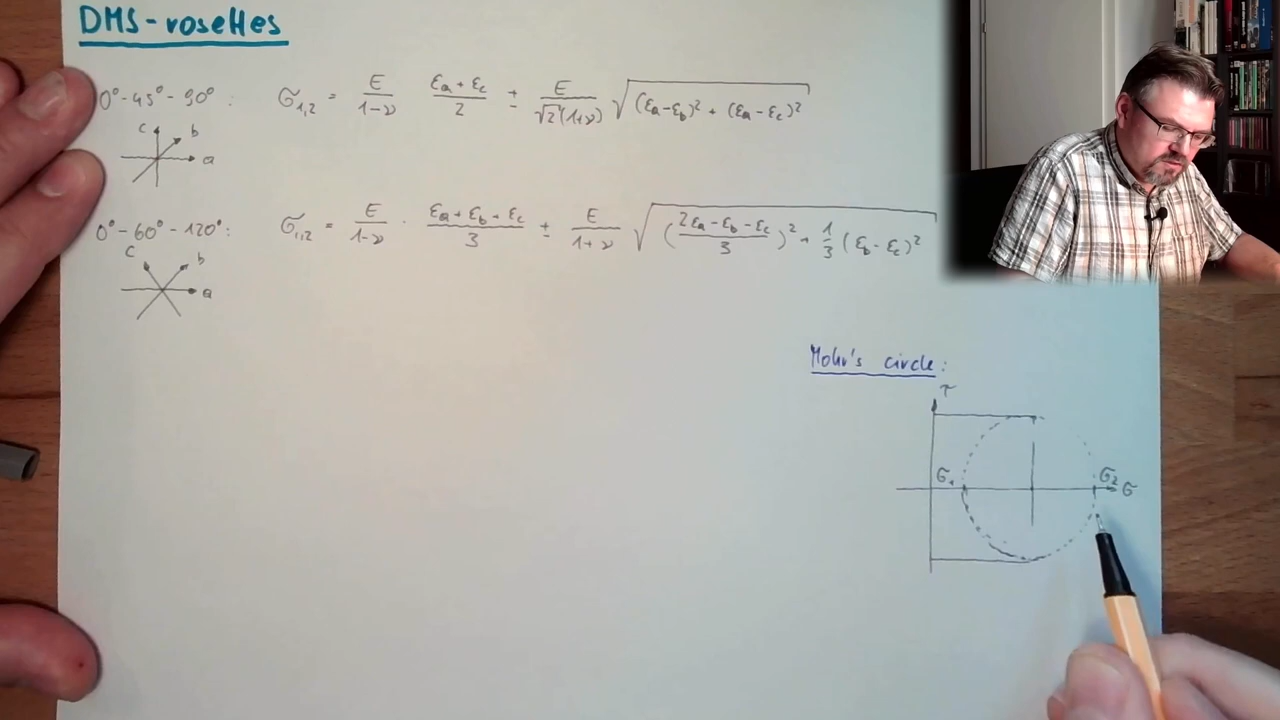 DMS-rosettes
0°-45°-90°: σ1,2 = E/(1-ν) (εa+εc)/2 ± E/(√2(1+ν)) √((εa-εb)² + (εa-εc)²)
c b
a
0°-60°-120°: σ1,2 = E/(1-ν) · (εa+εb+εc)/3 ± E/(1+ν) √(((2εa-εb-εc)/3)² + 1/3 (εb-εc)²)
c b
a
Mohr's circle:
τ
σ1 σ2 σ